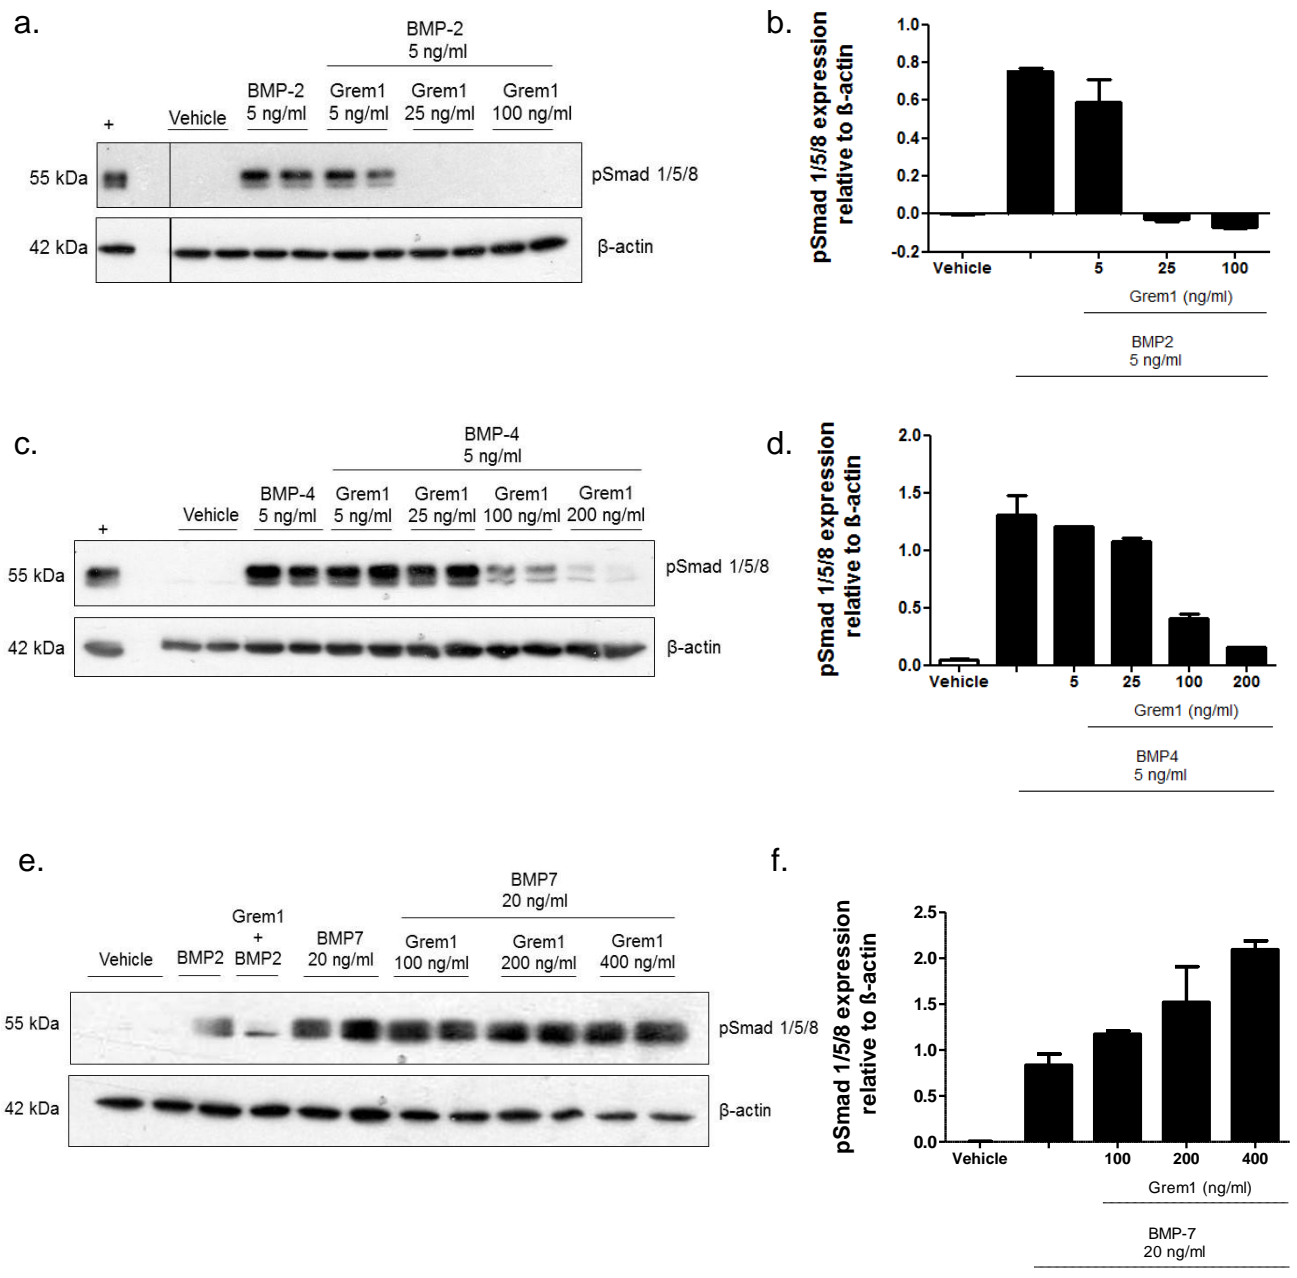 a.
BMP-2
5 ng/ml
+
Vehicle
BMP-2
5 ng/ml
Grem1
5 ng/ml
Grem1
25 ng/ml
Grem1
100 ng/ml
55 kDa
pSmad 1/5/8
42 kDa
β-actin
b.
pSmad 1/5/8 expression
relative to ß-actin
1.0
0.8
0.6
0.4
0.2
0.0
-0.2
Vehicle
5
25
100
Grem1 (ng/ml)
BMP2
5 ng/ml
c.
BMP-4
5 ng/ml
+
Vehicle
BMP-4
5 ng/ml
Grem1
5 ng/ml
Grem1
25 ng/ml
Grem1
100 ng/ml
Grem1
200 ng/ml
55 kDa
pSmad 1/5/8
42 kDa
β-actin
d.
pSmad 1/5/8 expression
relative to ß-actin
2.0
1.5
1.0
0.5
0.0
Vehicle
5
25
100
200
Grem1 (ng/ml)
BMP4
5 ng/ml
e.
BMP7
20 ng/ml
Vehicle
BMP2
Grem1
+
BMP2
BMP7
20 ng/ml
Grem1
100 ng/ml
Grem1
200 ng/ml
Grem1
400 ng/ml
55 kDa
pSmad 1/5/8
42 kDa
β-actin
f.
pSmad 1/5/8 expression
relative to ß-actin
2.5
2.0
1.5
1.0
0.5
0.0
Vehicle
100
200
400
Grem1 (ng/ml)
BMP-7
20 ng/ml